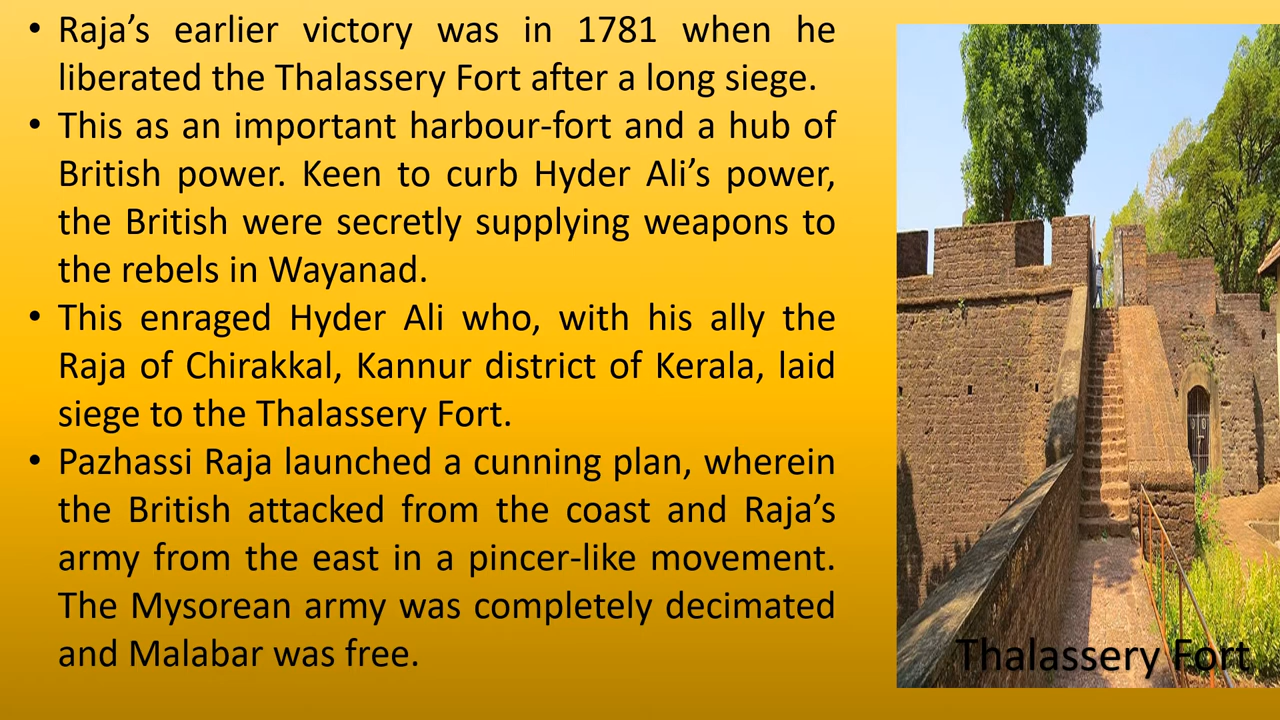 • Raja’s earlier victory was in 1781 when he
liberated the Thalassery Fort after a long siege.
• This as an important harbour-fort and a hub of
British power. Keen to curb Hyder Ali’s power,
the British were secretly supplying weapons to
the rebels in Wayanad.
• This enraged Hyder Ali who, with his ally the
Raja of Chirakkal, Kannur district of Kerala, laid
siege to the Thalassery Fort.
• Pazhassi Raja launched a cunning plan, wherein
the British attacked from the coast and Raja’s
army from the east in a pincer-like movement.
The Mysorean army was completely decimated
and Malabar was free.
Thalassery Fort